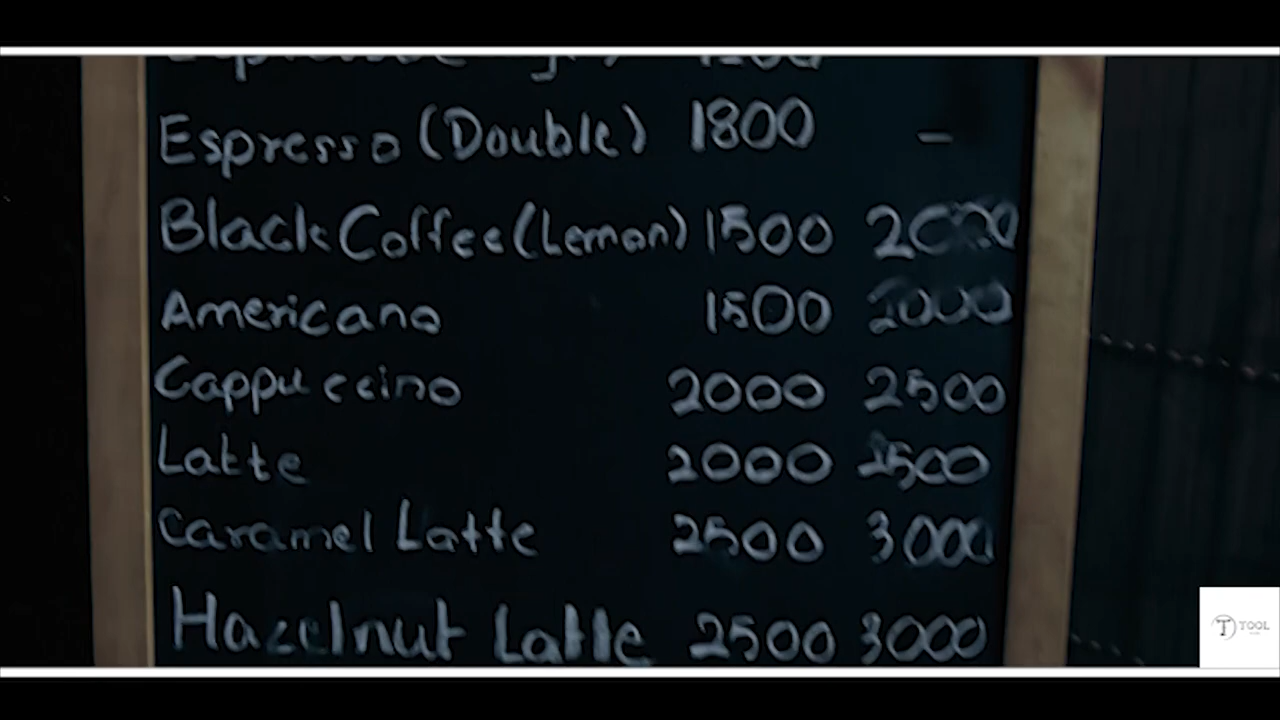 Espresso (Double) 1800 –
Black Coffee (Lemon) 1500 2000
Americano 1500 2000
Cappuccino 2000 2500
Latte 2000 2500
Caramel Latte 2500 3000
Hazelnut Latte 2500 3000
TOOL